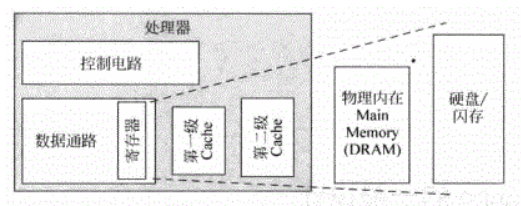 处理器
控制电路
数据通路
寄存器
第一级
Cache
第二级
Cache
物理内在
Main
Memory
(DRAM)
硬盘/
闪存